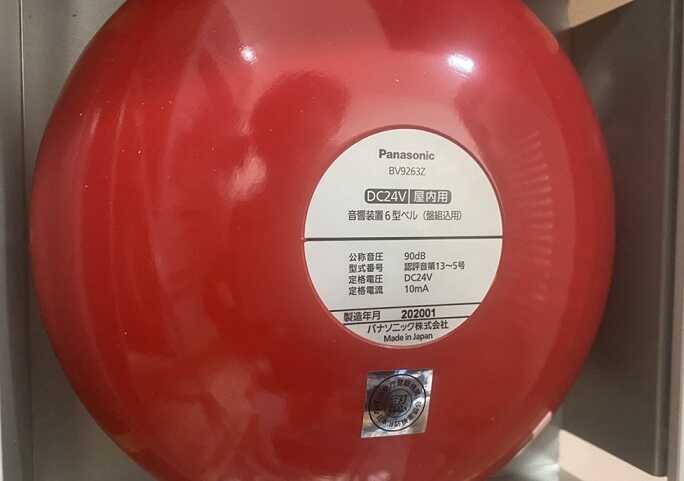 Panasonic
BV9263Z
DC24V 屋内用
音響装置6型ベル（盤組込用）
公称音圧 90dB
型式番号 認評音第13～5号
定格電圧 DC24V
定格電流 10mA
製造年月 202001
パナソニック株式会社
Made in Japan